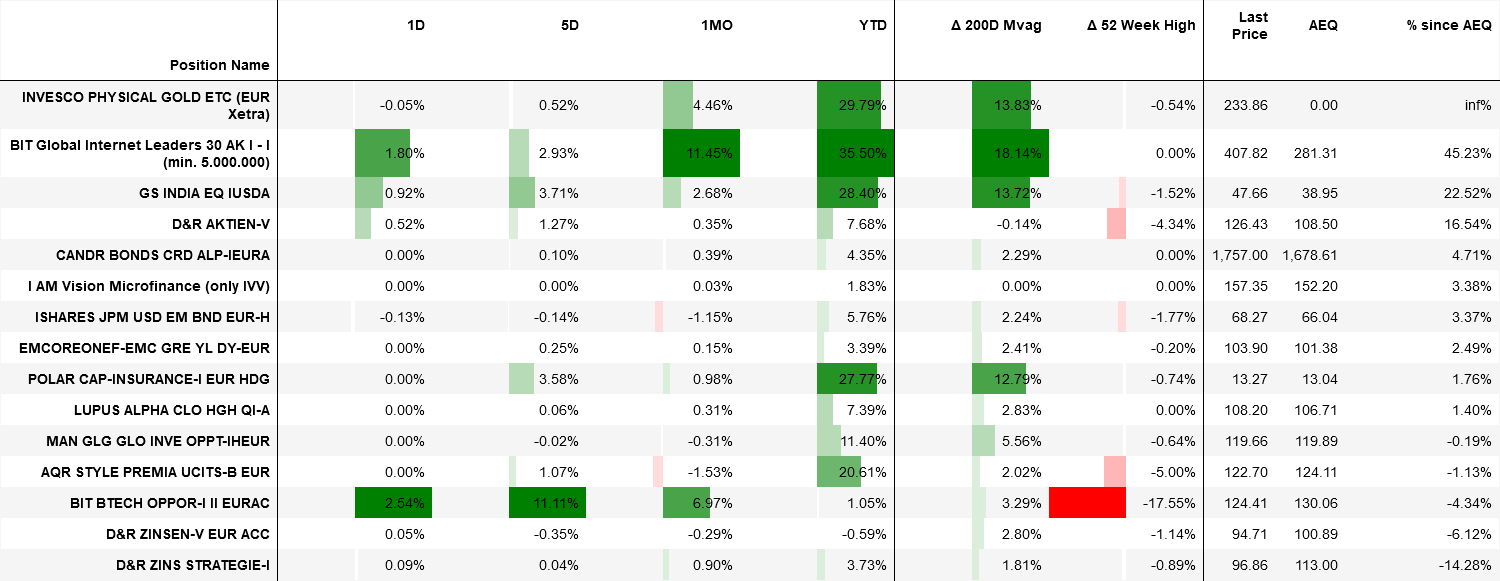 Position Name 1D 5D 1MO YTD Δ 200D Mvag Δ 52 Week High Last Price AEQ % since AEQ
INVESCO PHYSICAL GOLD ETC (EUR Xetra) -0.05% 0.52% 4.46% 29.79% 13.83% -0.54% 233.86 0.00 inf%
BIT Global Internet Leaders 30 AK I - I (min. 5.000.000) 1.80% 2.93% 11.45% 35.50% 18.14% 0.00% 407.82 281.31 45.23%
GS INDIA EQ IUSDA 0.92% 3.71% 2.68% 28.40% 13.72% -1.52% 47.66 38.95 22.52%
D&R AKTIEN-V 0.52% 1.27% 0.35% 7.68% -0.14% -4.34% 126.43 108.50 16.54%
CANDR BONDS CRD ALP-IEURA 0.00% 0.10% 0.39% 4.35% 2.29% 0.00% 1,757.00 1,678.61 4.71%
I AM Vision Microfinance (only IVV) 0.00% 0.00% 0.03% 1.83% 0.00% 0.00% 157.35 152.20 3.38%
ISHARES JPM USD EM BND EUR-H -0.13% -0.14% -1.15% 5.76% 2.24% -1.77% 68.27 66.04 3.37%
EMCOREONEF-EMC GRE YL DY-EUR 0.00% 0.25% 0.15% 3.39% 2.41% -0.20% 103.90 101.38 2.49%
POLAR CAP-INSURANCE-I EUR HDG 0.00% 3.58% 0.98% 27.77% 12.79% -0.74% 13.27 13.04 1.76%
LUPUS ALPHA CLO HGH QI-A 0.00% 0.06% 0.31% 7.39% 2.83% 0.00% 108.20 106.71 1.40%
MAN GLG GLO INVE OPPT-IHEUR 0.00% -0.02% -0.31% 11.40% 5.56% -0.64% 119.66 119.89 -0.19%
AQR STYLE PREMIA UCITS-B EUR 0.00% 1.07% -1.53% 20.61% 2.02% -5.00% 122.70 124.11 -1.13%
BIT BTECH OPPOR-I II EURAC 2.54% 11.11% 6.97% 1.05% 3.29% -17.55% 124.41 130.06 -4.34%
D&R ZINSEN-V EUR ACC 0.05% -0.35% -0.29% -0.59% 2.80% -1.14% 94.71 100.89 -6.12%
D&R ZINS STRATEGIE-I 0.09% 0.04% 0.90% 3.73% 1.81% -0.89% 96.86 113.00 -14.28%